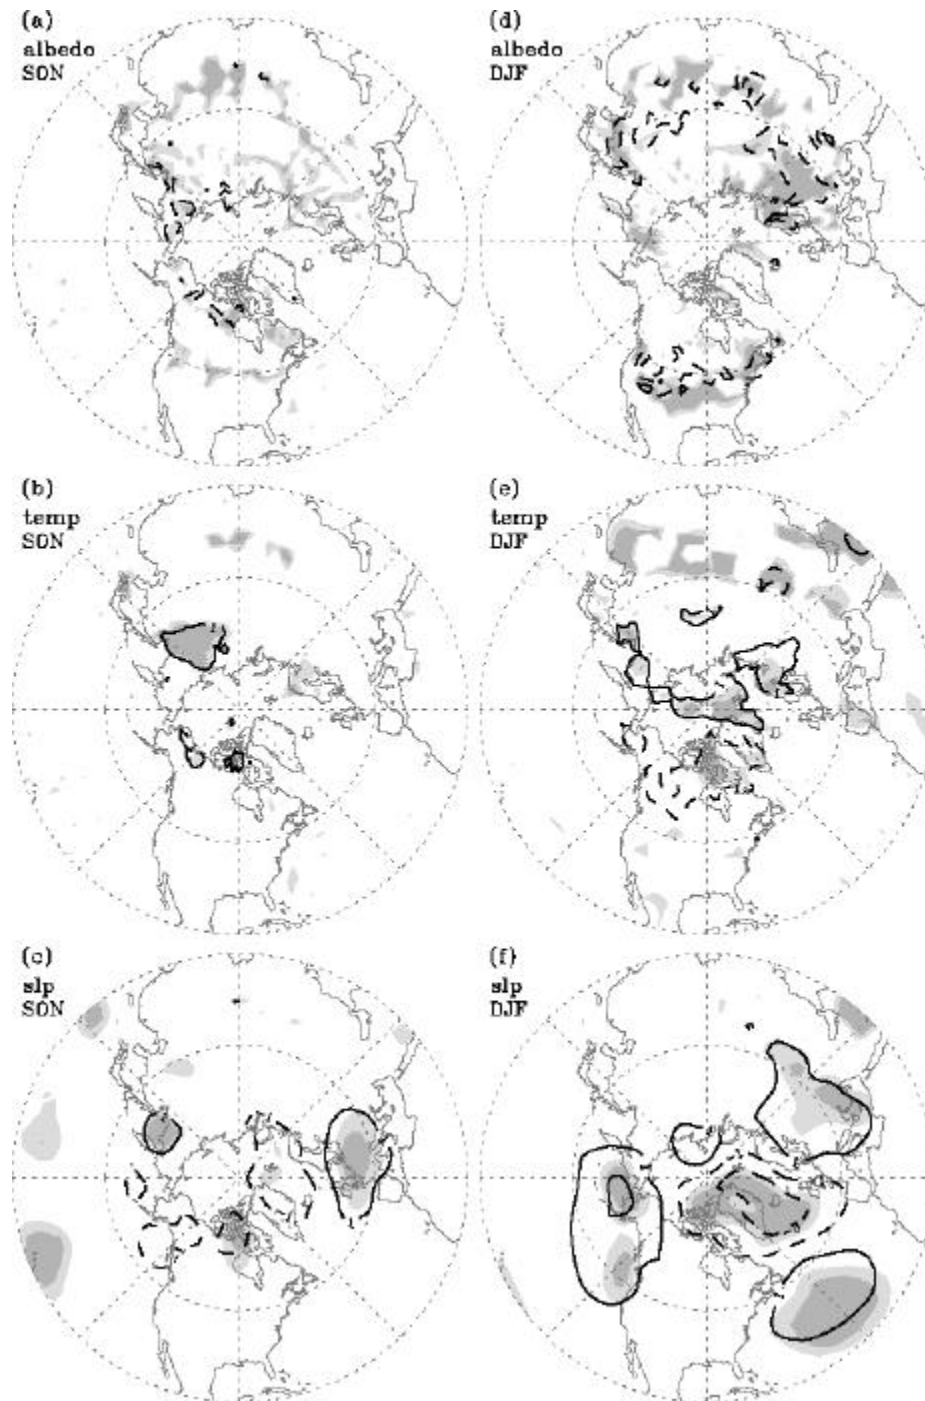 (a)
albedo
SON
(d)
albedo
DJF
(b)
temp
SON
(e)
temp
DJF
(c)
slp
SON
(f)
slp
DJF